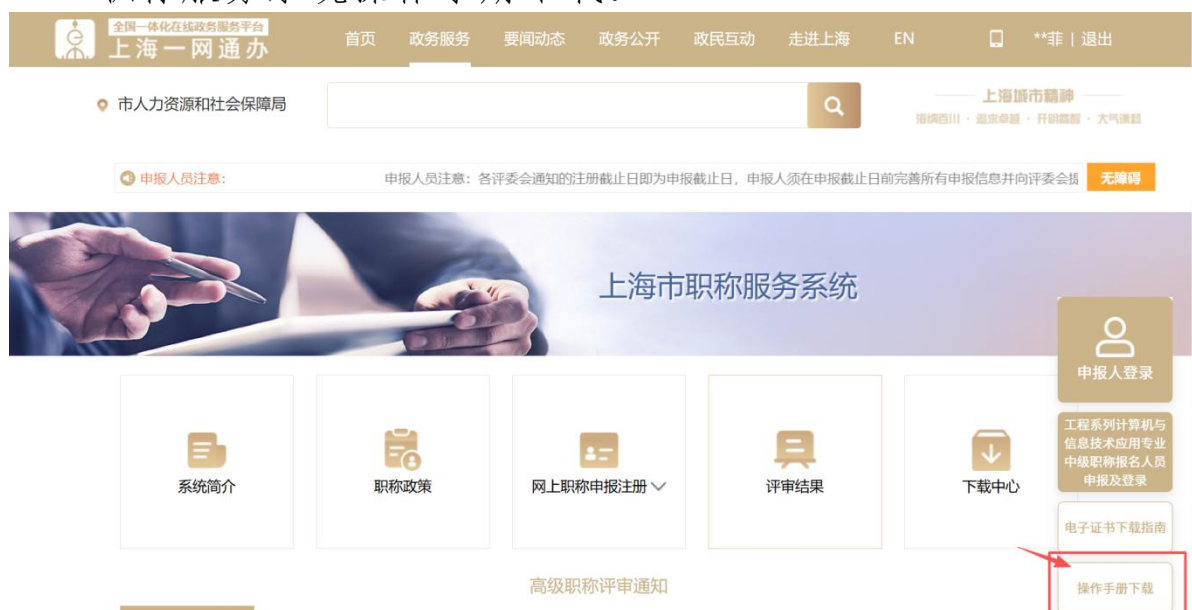 全国一体化在线政务服务平台
上海一网通办
首页 政务服务 要闻动态 政务公开 政民互动 走进上海 EN **菲 | 退出
市人力资源和社会保障局
上海城市精神
海纳百川 · 追求卓越 · 开明睿智 · 大气谦和
申报人员注意： 申报人员注意：各评委会通知的注册截止日即为申报截止日，申报人须在申报截止日前完善所有申报信息并向评委会提 无障碍
上海市职称服务系统
申报人登录
工程系列计算机与
信息技术应用专业
中级职称报名人员
申报及登录
系统简介 职称政策 网上职称申报注册 评审结果 下载中心
电子证书下载指南
操作手册下载
高级职称评审通知